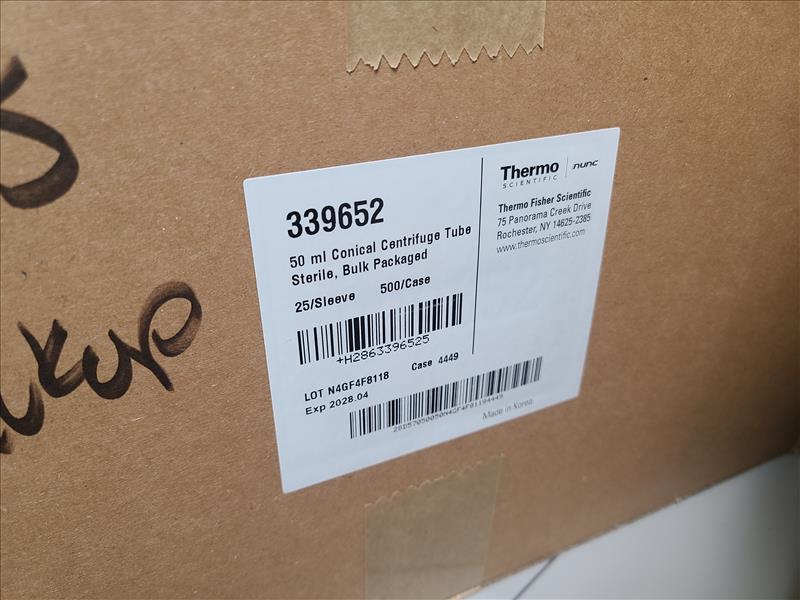 339652
50 ml Conical Centrifuge Tube
Sterile, Bulk Packaged
25/Sleeve 500/Case
+H2863396525
Case 4449
LOT N4GF4F8118
Exp 2028.04
Thermo
SCIENTIFIC
nunc
Thermo Fisher Scientific
75 Panorama Creek Drive
Rochester, NY 14625-2385
www.thermoscientific.com
Made in Korea